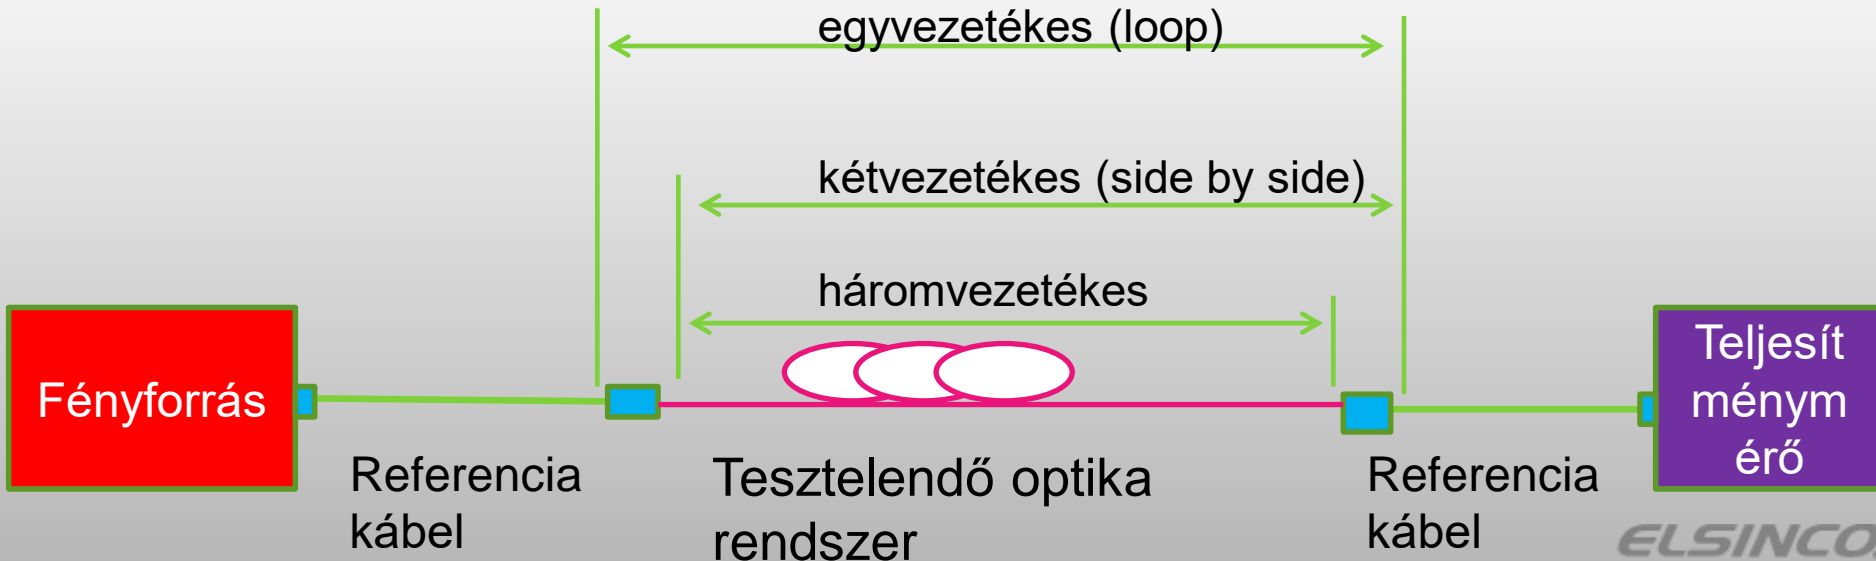 egyvezetékes (loop)
kétvezetékes (side by side)
háromvezetékes
Fényforrás
Teljesít
ménym
érő
Referencia
kábel
Tesztelendő optika
rendszer
Referencia
kábel
ELSINCO